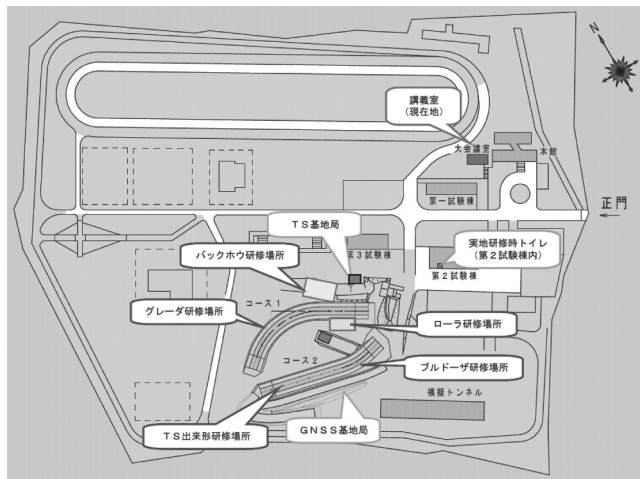 N
講義室
（現在地）
大会議室
本館
第一試験棟
正門
TS基地局
実地研修時トイレ
（第2試験棟内）
バックホウ研修場所
第3試験棟
第2試験棟
コース1
グレーダ研修場所
ローラ研修場所
コース2
ブルドーザ研修場所
模擬トンネル
TS出来形研修場所
GNSS基地局